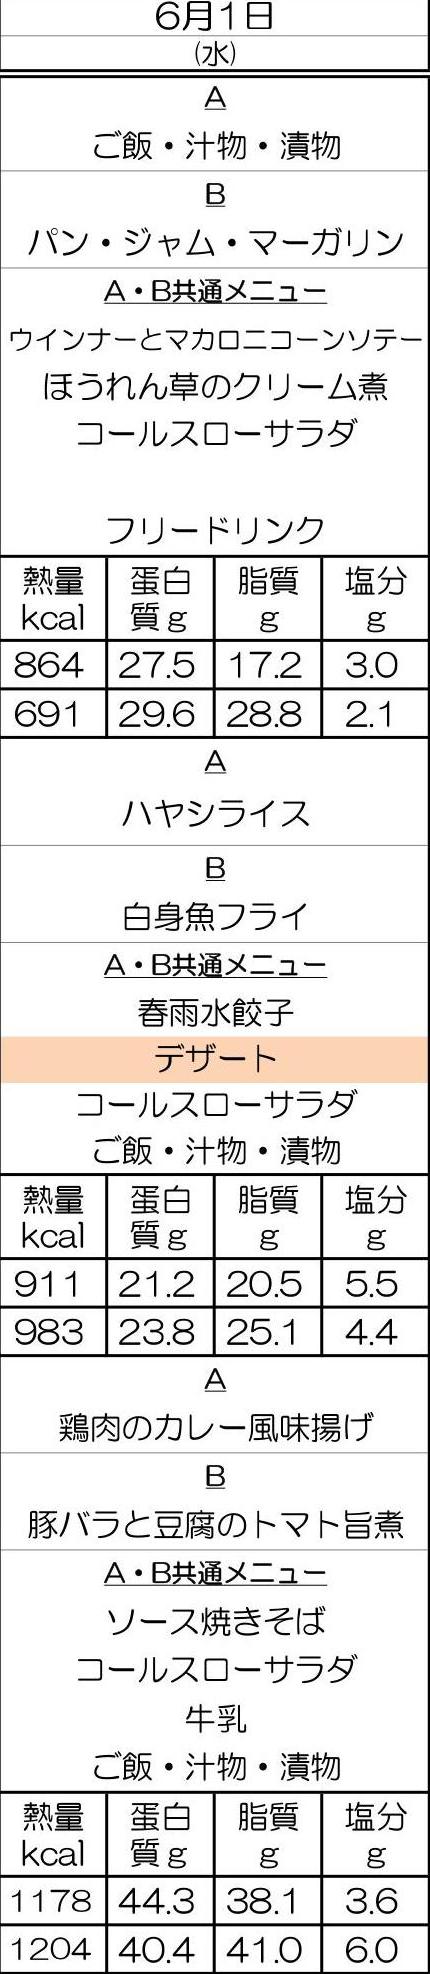 6月1日
(水)
A
ご飯・汁物・漬物
B
パン・ジャム・マーガリン
A・B共通メニュー
ウインナーとマカロニコーンソテー
ほうれん草のクリーム煮
コールスローサラダ
フリードリンク
熱量 蛋白 脂質 塩分
kcal 質g g g
864 27.5 17.2 3.0
691 29.6 28.8 2.1
A
ハヤシライス
B
白身魚フライ
A・B共通メニュー
春雨水餃子
デザート
コールスローサラダ
ご飯・汁物・漬物
熱量 蛋白 脂質 塩分
kcal 質g g g
911 21.2 20.5 5.5
983 23.8 25.1 4.4
A
鶏肉のカレー風味揚げ
B
豚バラと豆腐のトマト旨煮
A・B共通メニュー
ソース焼きそば
コールスローサラダ
牛乳
ご飯・汁物・漬物
熱量 蛋白 脂質 塩分
kcal 質g g g
1178 44.3 38.1 3.6
1204 40.4 41.0 6.0